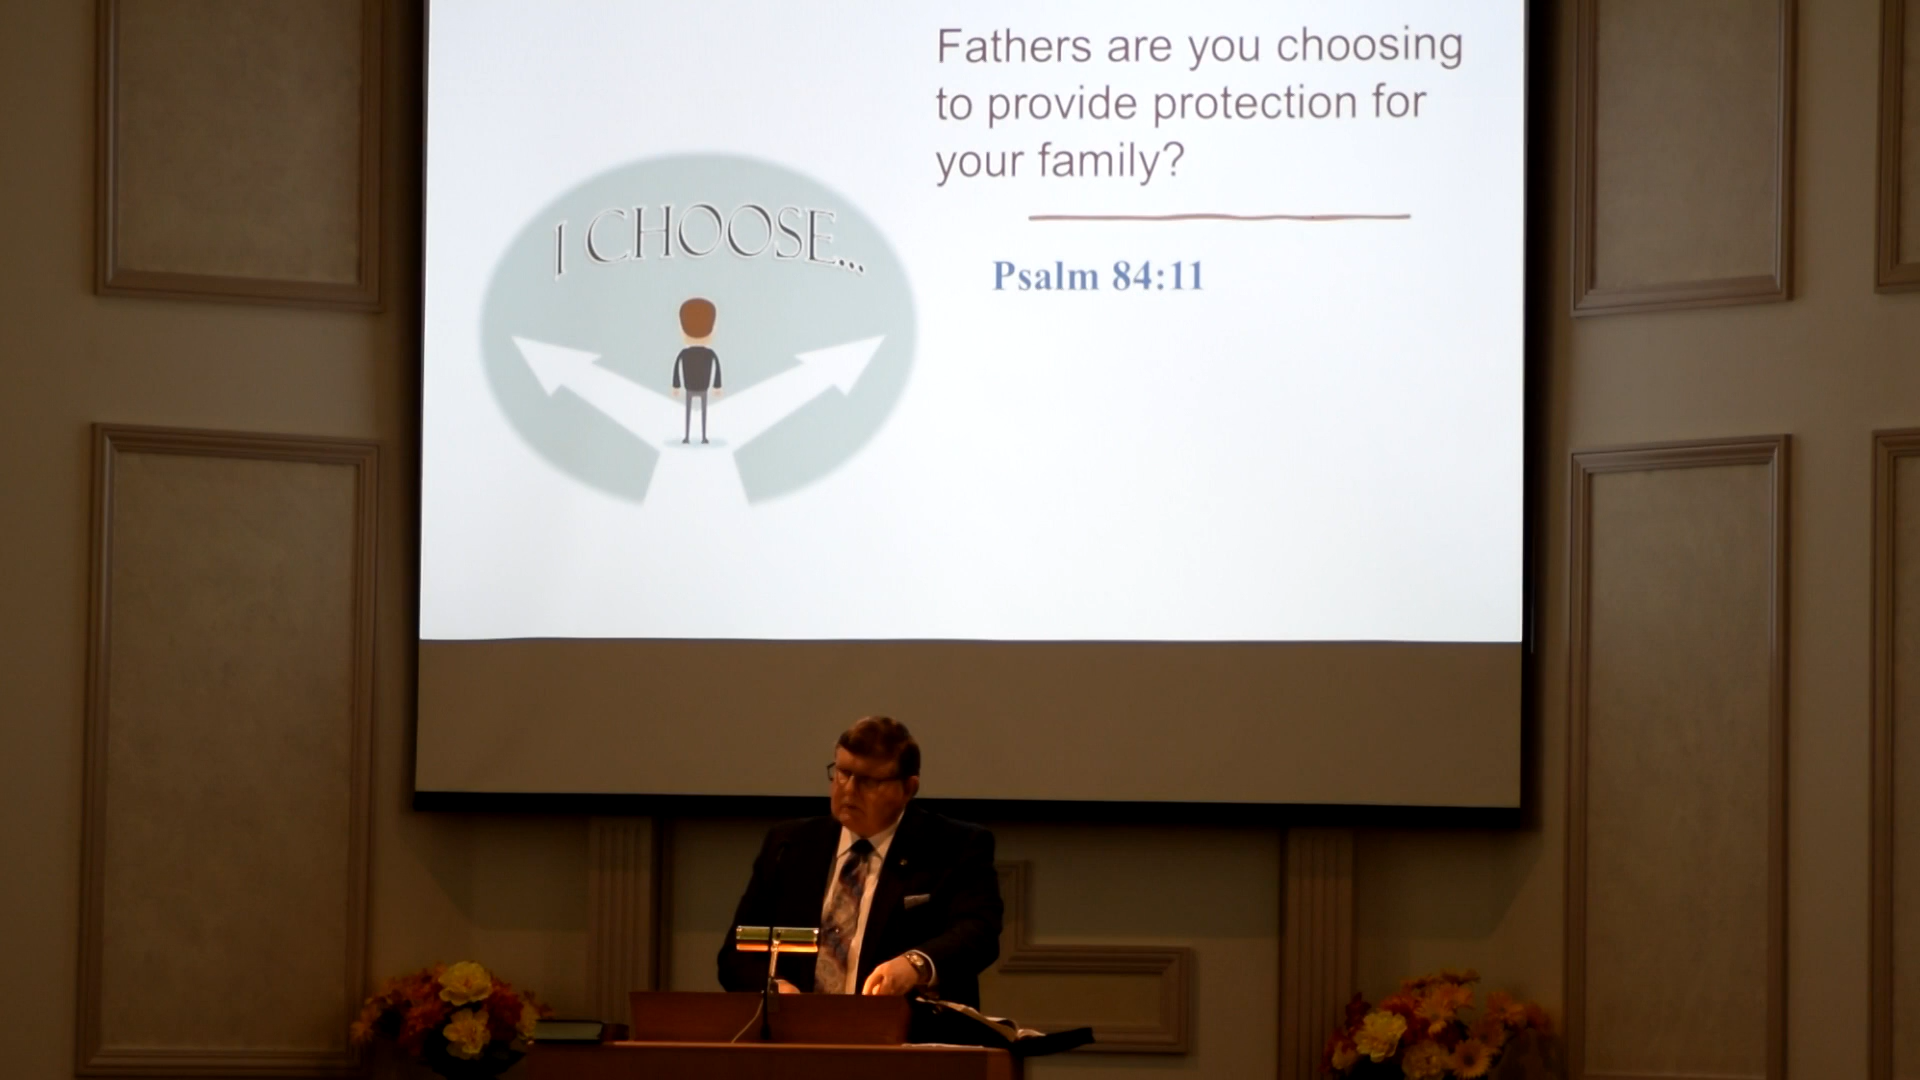 I CHOOSE...
Fathers are you choosing
to provide protection for
your family?
Psalm 84:11